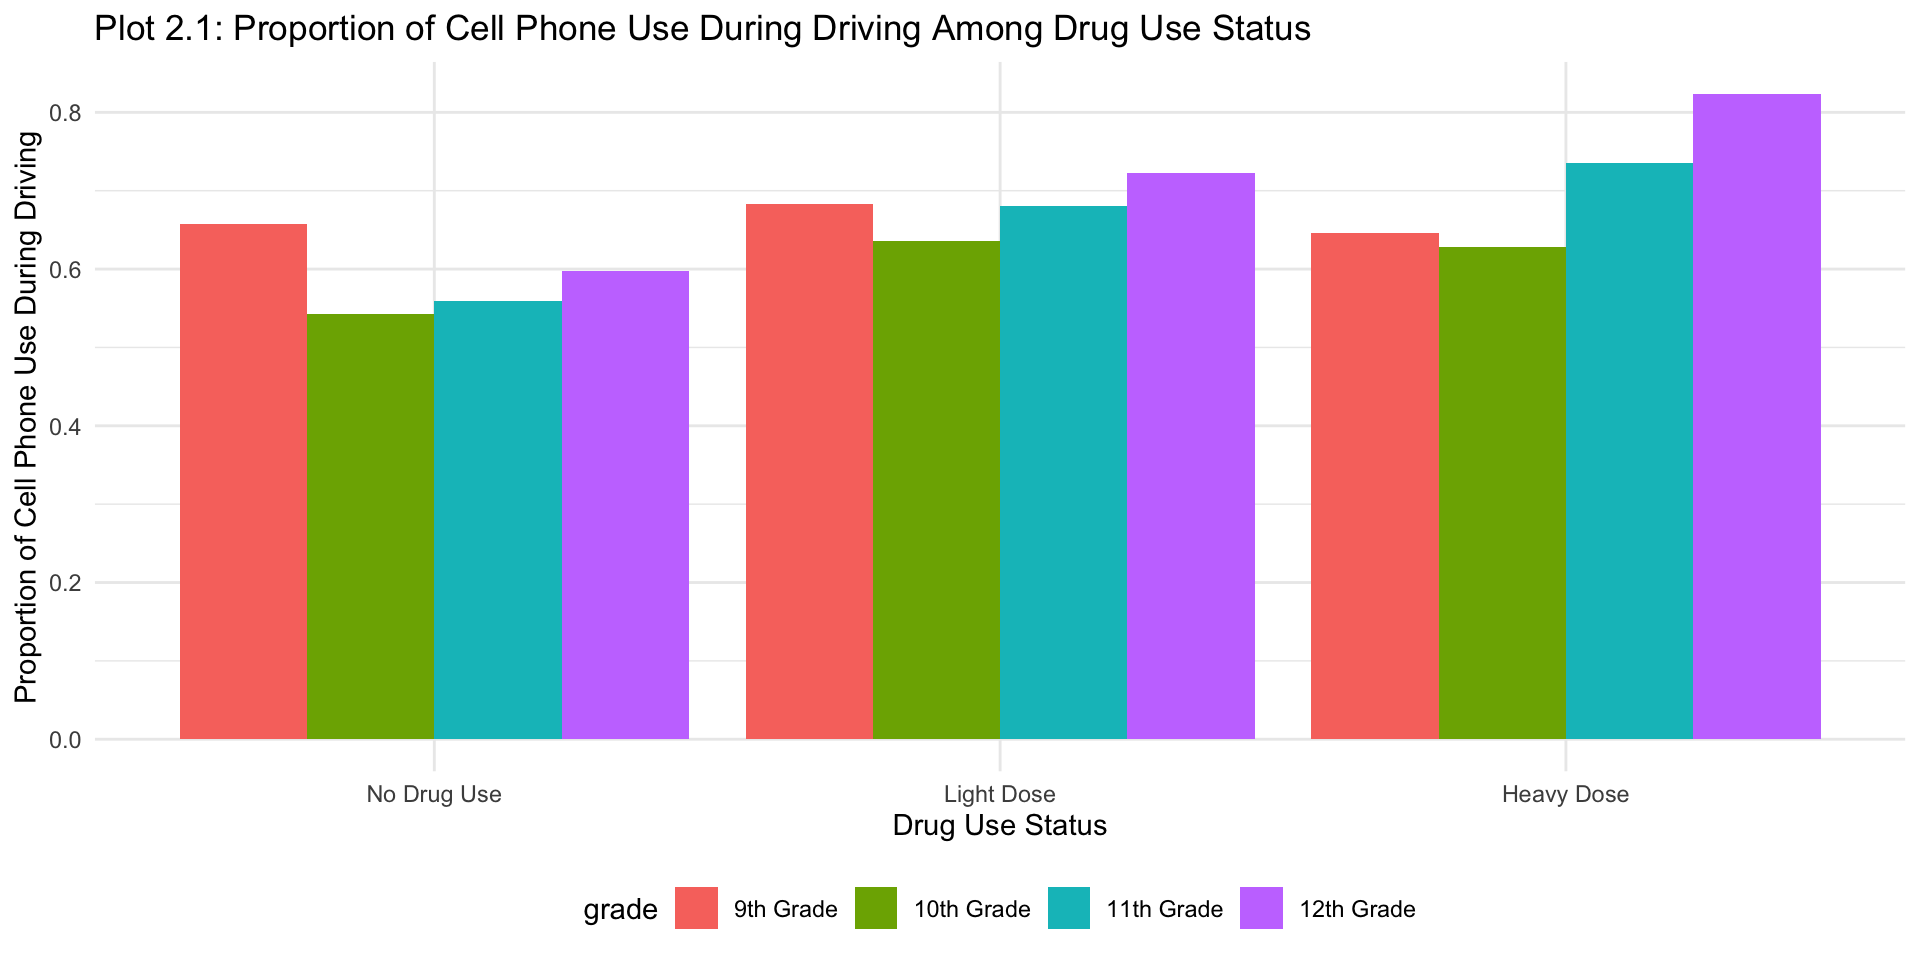 Plot 2.1: Proportion of Cell Phone Use During Driving Among Drug Use Status
Proportion of Cell Phone Use During Driving
0.8
0.6
0.4
0.2
0.0
No Drug Use
Light Dose
Heavy Dose
Drug Use Status
grade
9th Grade
10th Grade
11th Grade
12th Grade